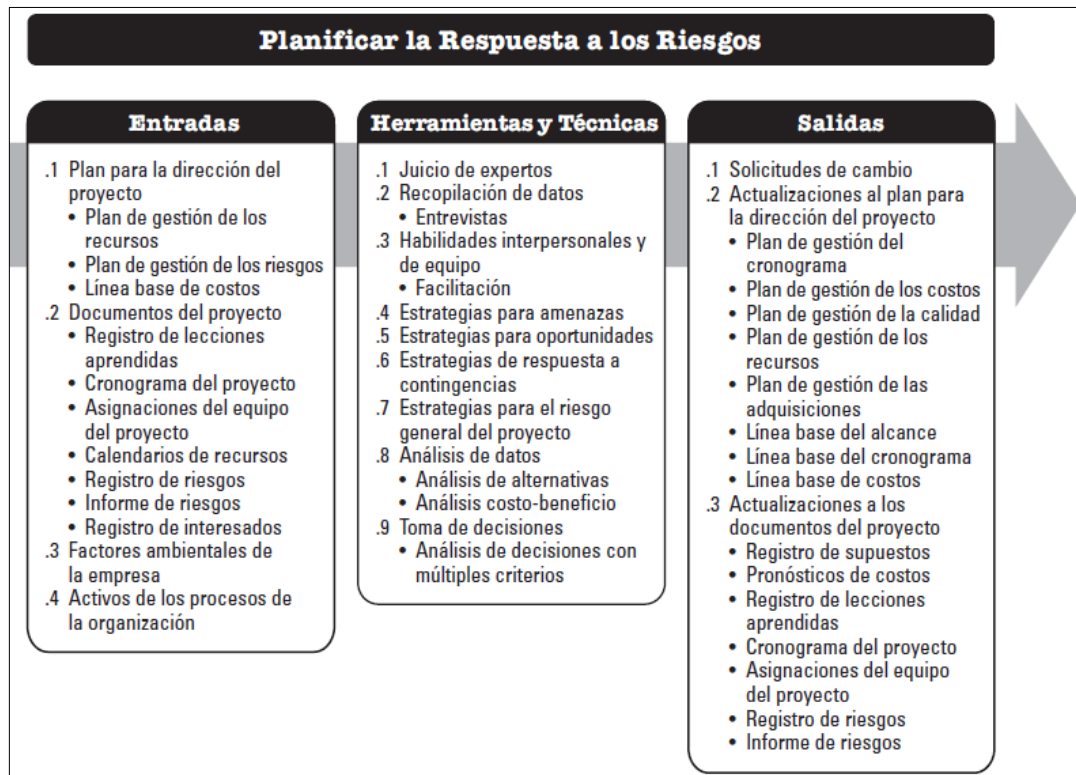 Planificar la Respuesta a los Riesgos
Entradas
.1 Plan para la dirección del
proyecto
• Plan de gestión de los
recursos
• Plan de gestión de los riesgos
• Línea base de costos
.2 Documentos del proyecto
• Registro de lecciones
aprendidas
• Cronograma del proyecto
• Asignaciones del equipo
del proyecto
• Calendarios de recursos
• Registro de riesgos
• Informe de riesgos
• Registro de interesados
.3 Factores ambientales de
la empresa
.4 Activos de los procesos de
la organización
Herramientas y Técnicas
.1 Juicio de expertos
.2 Recopilación de datos
• Entrevistas
.3 Habilidades interpersonales y
de equipo
• Facilitación
.4 Estrategias para amenazas
.5 Estrategias para oportunidades
.6 Estrategias de respuesta a
contingencias
.7 Estrategias para el riesgo
general del proyecto
.8 Análisis de datos
• Análisis de alternativas
• Análisis costo-beneficio
.9 Toma de decisiones
• Análisis de decisiones con
múltiples criterios
Salidas
.1 Solicitudes de cambio
.2 Actualizaciones al plan para
la dirección del proyecto
• Plan de gestión del
cronograma
• Plan de gestión de los costos
• Plan de gestión de la calidad
• Plan de gestión de los
recursos
• Plan de gestión de las
adquisiciones
• Línea base del alcance
• Línea base del cronograma
• Línea base de costos
.3 Actualizaciones a los
documentos del proyecto
• Registro de supuestos
• Pronósticos de costos
• Registro de lecciones
aprendidas
• Cronograma del proyecto
• Asignaciones del equipo
del proyecto
• Registro de riesgos
• Informe de riesgos